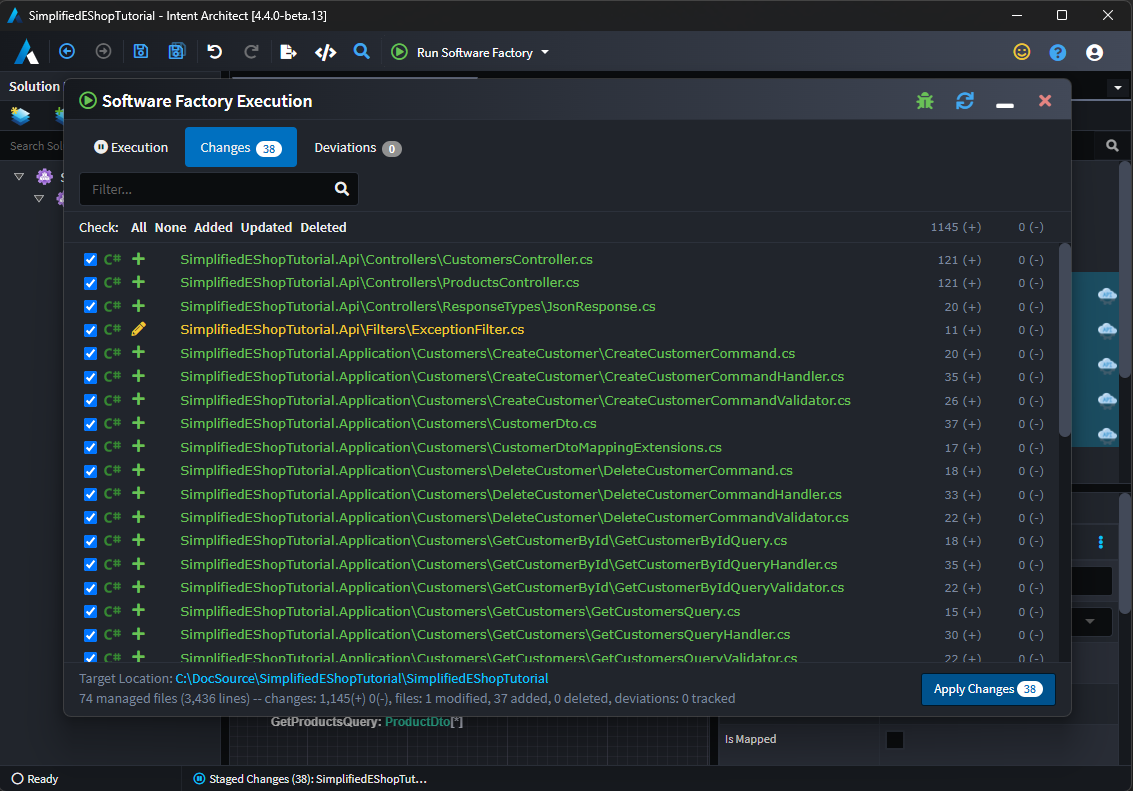 SimplifiedEShopTutorial - Intent Architect [4.4.0-beta.13]
Run Software Factory
Solution
Software Factory Execution
Search Sol
Execution Changes 38 Deviations 0
Filter...
Check: All None Added Updated Deleted 1145 (+) 0 (-)
C# SimplifiedEShopTutorial.Api\Controllers\CustomersController.cs 121 (+) 0 (-)
C# SimplifiedEShopTutorial.Api\Controllers\ProductsController.cs 121 (+) 0 (-)
C# SimplifiedEShopTutorial.Api\Controllers\ResponseTypes\JsonResponse.cs 20 (+) 0 (-)
C# SimplifiedEShopTutorial.Api\Filters\ExceptionFilter.cs 11 (+) 0 (-)
C# SimplifiedEShopTutorial.Application\Customers\CreateCustomer\CreateCustomerCommand.cs 20 (+) 0 (-)
C# SimplifiedEShopTutorial.Application\Customers\CreateCustomer\CreateCustomerCommandHandler.cs 35 (+) 0 (-)
C# SimplifiedEShopTutorial.Application\Customers\CreateCustomer\CreateCustomerCommandValidator.cs 26 (+) 0 (-)
C# SimplifiedEShopTutorial.Application\Customers\CustomerDto.cs 37 (+) 0 (-)
C# SimplifiedEShopTutorial.Application\Customers\CustomerDtoMappingExtensions.cs 17 (+) 0 (-)
C# SimplifiedEShopTutorial.Application\Customers\DeleteCustomer\DeleteCustomerCommand.cs 18 (+) 0 (-)
C# SimplifiedEShopTutorial.Application\Customers\DeleteCustomer\DeleteCustomerCommandHandler.cs 33 (+) 0 (-)
C# SimplifiedEShopTutorial.Application\Customers\DeleteCustomer\DeleteCustomerCommandValidator.cs 22 (+) 0 (-)
C# SimplifiedEShopTutorial.Application\Customers\GetCustomerById\GetCustomerByIdQuery.cs 18 (+) 0 (-)
C# SimplifiedEShopTutorial.Application\Customers\GetCustomerById\GetCustomerByIdQueryHandler.cs 35 (+) 0 (-)
C# SimplifiedEShopTutorial.Application\Customers\GetCustomerById\GetCustomerByIdQueryValidator.cs 22 (+) 0 (-)
C# SimplifiedEShopTutorial.Application\Customers\GetCustomers\GetCustomersQuery.cs 15 (+) 0 (-)
C# SimplifiedEShopTutorial.Application\Customers\GetCustomers\GetCustomersQueryHandler.cs 30 (+) 0 (-)
C# SimplifiedEShopTutorial.Application\Customers\GetCustomers\GetCustomersQueryValidator.cs 22 (+) 0 (-)
Target Location: C:\DocSource\SimplifiedEShopTutorial\SimplifiedEShopTutorial
74 managed files (3,436 lines) -- changes: 1,145(+) 0(-), files: 1 modified, 37 added, 0 deleted, deviations: 0 tracked
Apply Changes 38
GetProductsQuery: ProductDto[*]
Is Mapped
Ready
Staged Changes (38): SimplifiedEShopTut...